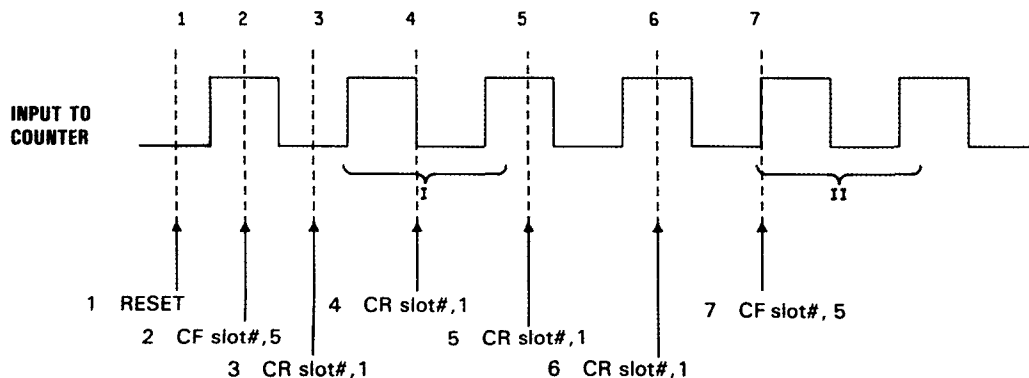 1 2 3 4 5 6 7
INPUT TO
COUNTER
I
II
1 RESET
4 CR slot#,1
7 CF slot#, 5
2 CF slot#,5
5 CR slot#,1
3 CR slot#,1
6 CR slot#,1